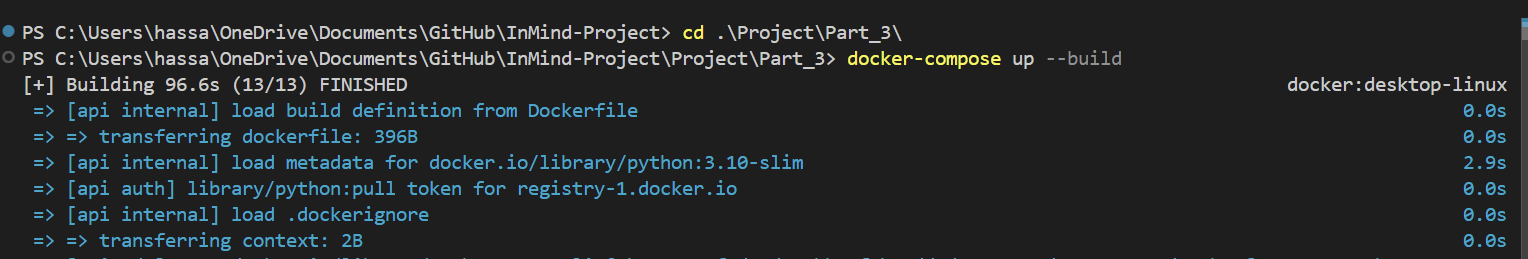 PS C:\Users\hassa\OneDrive\Documents\GitHub\InMind-Project> cd .\Project\Part_3\
PS C:\Users\hassa\OneDrive\Documents\GitHub\InMind-Project\Project\Part_3> docker-compose up --build
[+] Building 96.6s (13/13) FINISHED docker:desktop-linux
=> [api internal] load build definition from Dockerfile 0.0s
=> => transferring dockerfile: 396B 0.0s
=> [api internal] load metadata for docker.io/library/python:3.10-slim 2.9s
=> [api auth] library/python:pull token for registry-1.docker.io 0.0s
=> [api internal] load .dockerignore 0.0s
=> => transferring context: 2B 0.0s